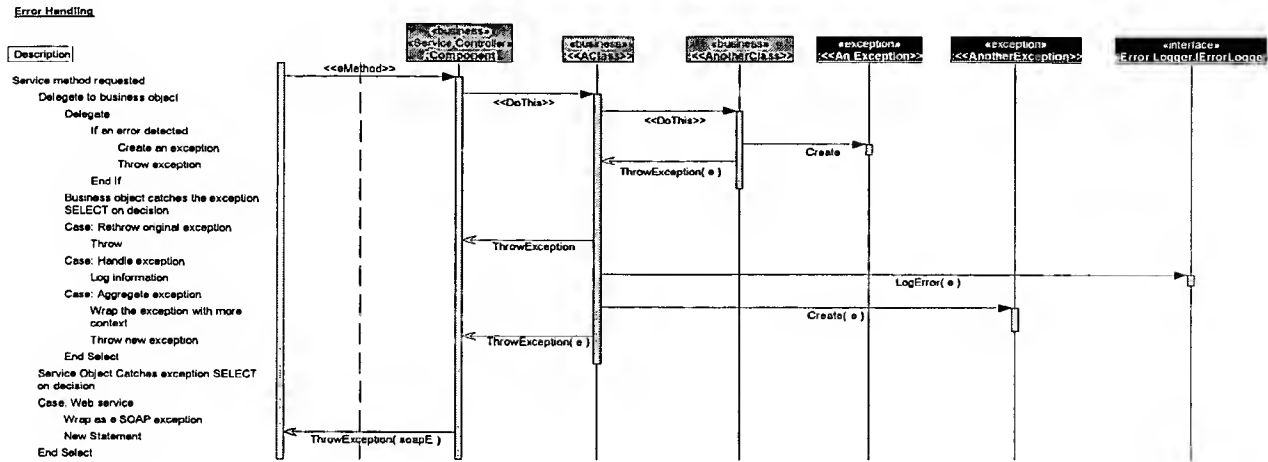 Error Handling
Description
Service method requested
Delegate to business object
Delegate
If an error detected
Create an exception
Throw exception
End If
Business object catches the exception
SELECT on decision
Case: Rethrow original exception
Throw
Case: Handle exception
Log information
Case: Aggregate exception
Wrap the exception with more
context
Throw new exception
End Select
Service Object Catches exception SELECT
on decision
Case. Web service
Wrap as a SOAP exception
New Statement
End Select
«business»
«Service Controller»
:Component
«business»
:<<AClass>>
«business»
:<<AnotherClass>>
«exception»
:<<An Exception>>
«exception»
:<<AnotherException>>
«interface»
Error Logger.IErrorLogger
<<aMethod>>
<<DoThis>>
<<DoThis>>
Create
ThrowException( e )
ThrowException
LogError( e )
Create( e )
ThrowException( e )
ThrowException( soapE )